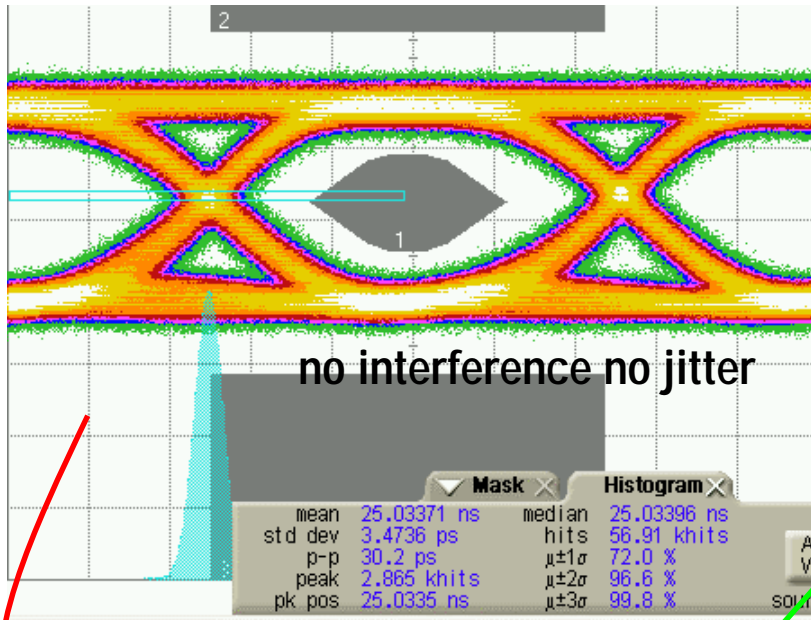 2
1
no interference no jitter
Mask Histogram
mean 25.03371 ns median 25.03396 ns
std dev 3.4736 ps hits 56.91 khits
p-p 30.2 ps μ±1σ 72.0 %
peak 2.865 khits μ±2σ 96.6 %
pk pos 25.0335 ns μ±3σ 99.8 %